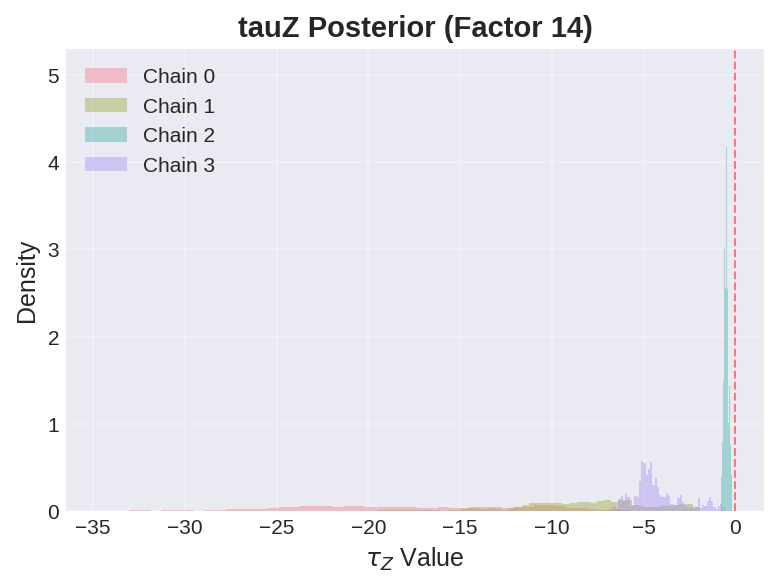 tauZ Posterior (Factor 14)
Chain 0
Chain 1
Chain 2
Chain 3
Density
5
4
3
2
1
0
−35 −30 −25 −20 −15 −10 −5 0
τZ Value